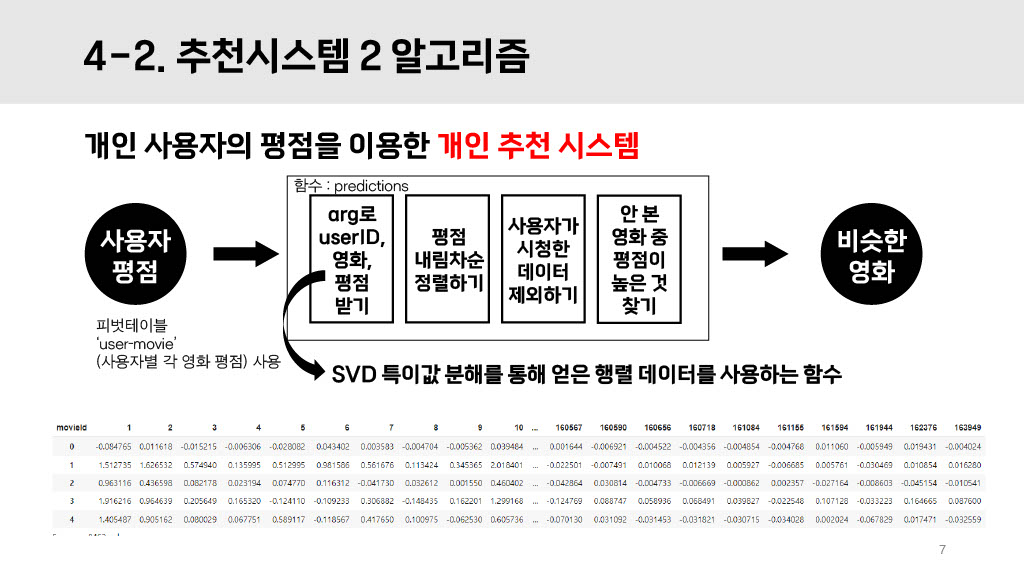 4-2. 추천시스템 2 알고리즘
개인 사용자의 평점을 이용한 개인 추천 시스템
함수 : predictions
사용자
평점
arg로
userID,
영화,
평점
받기
평점
내림차순
정렬하기
사용자가
시청한
데이터
제외하기
안 본
영화 중
평점이
높은 것
찾기
비슷한
영화
피벗테이블
'user-movie'
(사용자별 각 영화 평점) 사용
SVD 특이값 분해를 통해 얻은 행렬 데이터를 사용하는 함수
movieId 1 2 3 4 5 6 7 8 9 10 ... 160567 160590 160656 160718 161084 161155 161594 161944 162376 163949
0 -0.084765 0.011618 -0.015215 -0.006306 -0.028082 0.043402 0.003583 -0.004704 -0.005362 0.039484 ... 0.001644 -0.006921 -0.004522 -0.004356 -0.004854 -0.004768 0.011060 -0.005949 0.019431 -0.004024
1 1.512735 1.626532 0.574940 0.135995 0.512995 0.981586 0.561676 0.113424 0.345365 2.018401 ... -0.022501 -0.007491 0.010068 0.012139 0.005927 -0.006685 0.005761 -0.030469 0.010854 0.016280
2 0.963116 0.436598 0.082178 0.023194 0.074770 0.116312 -0.041730 0.032612 0.001550 0.460402 ... -0.042864 0.030814 -0.004733 -0.006669 -0.000862 0.002357 -0.027164 -0.008603 -0.045154 -0.010541
3 1.916216 0.964639 0.205649 0.165320 -0.124110 -0.109233 0.306882 -0.148435 0.162201 1.299168 ... -0.124769 0.088747 0.058936 0.068491 0.039827 -0.022548 0.107128 -0.033223 0.164665 0.087600
4 1.405487 0.905162 0.080029 0.067751 0.589117 -0.118567 0.417650 0.100975 -0.062530 0.605736 ... -0.070130 0.031092 -0.031453 -0.031821 -0.030715 -0.034028 0.002024 -0.067829 0.017471 -0.032559
7